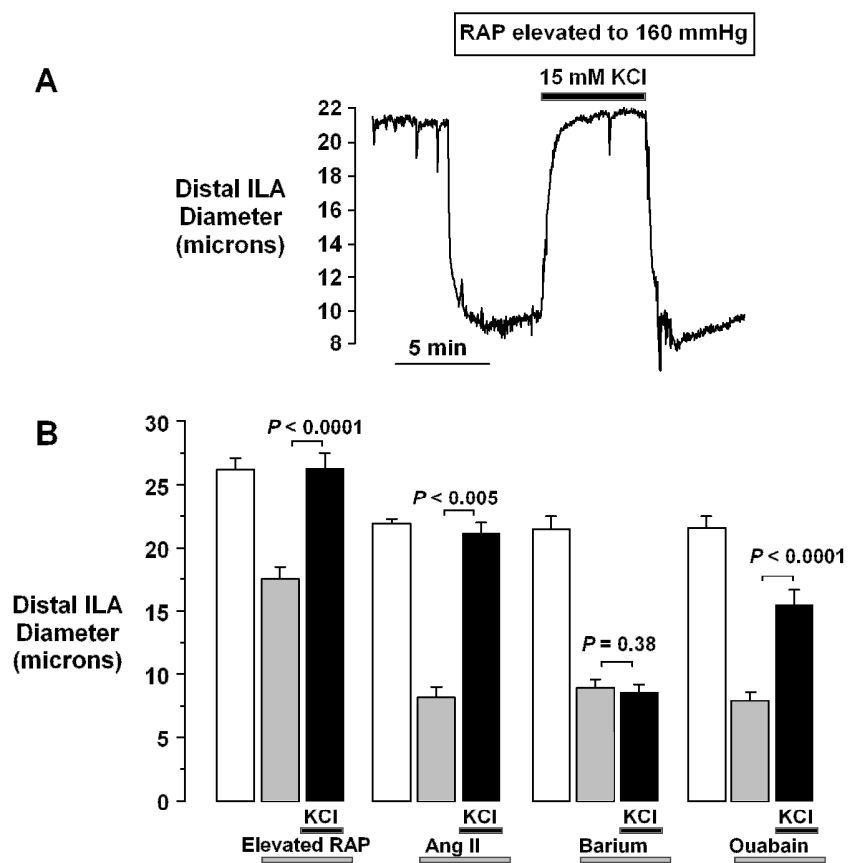 RAP elevated to 160 mmHg
A
15 mM KCl
22
20
18
16
14
12
10
8
Distal ILA
Diameter
(microns)
5 min
B
30
25
20
15
10
5
0
Distal ILA
Diameter
(microns)
P < 0.0001
P < 0.005
P = 0.38
P < 0.0001
KCl KCl KCl KCl
Elevated RAP Ang II Barium Ouabain